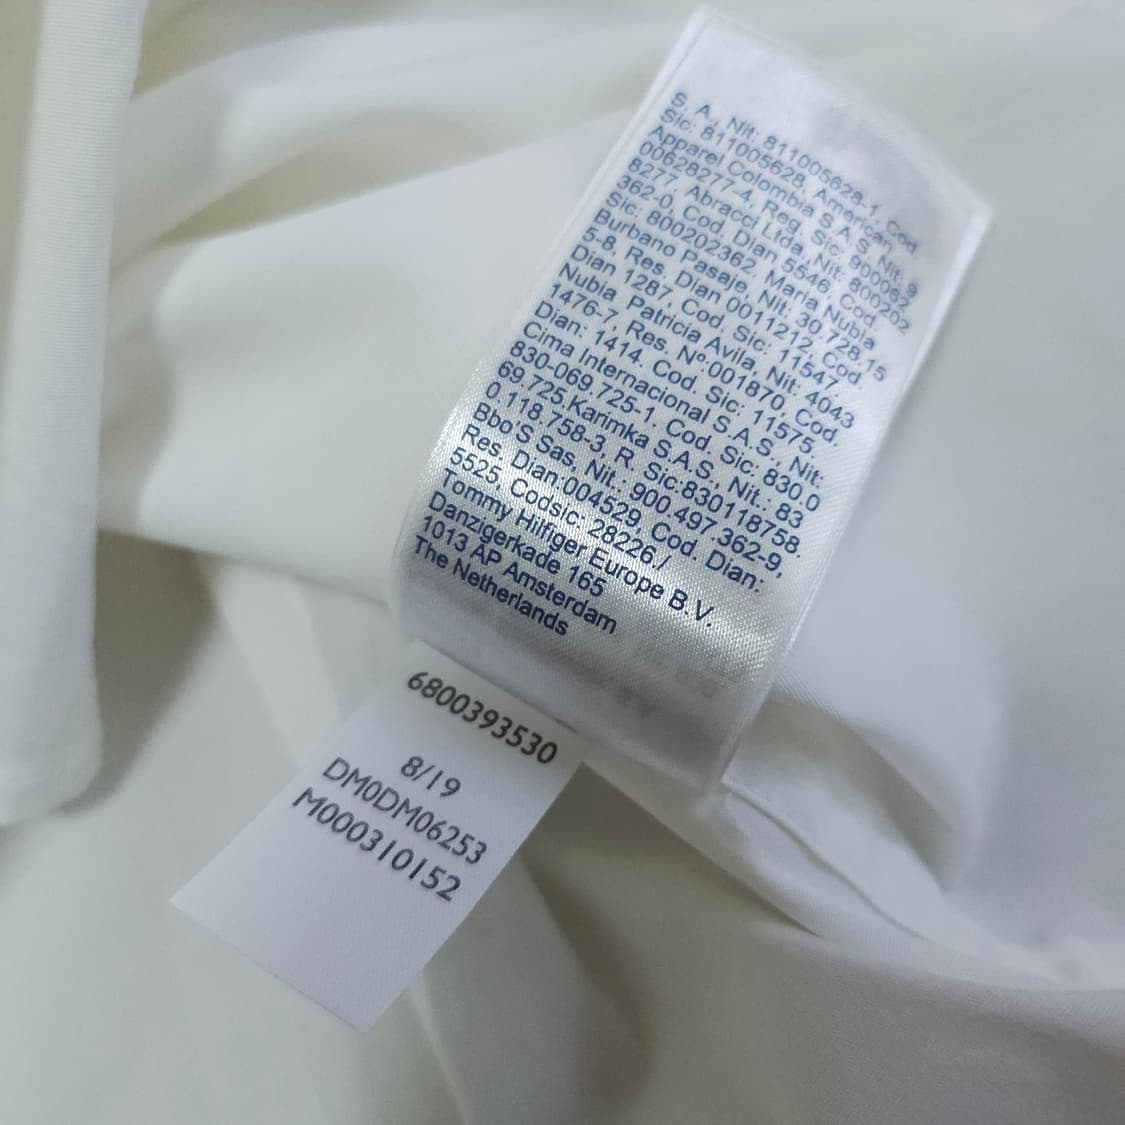 S. A., Nit: 811005628-1, Cod.
Sic: 811005628, American
Apparel Colombia S.A.S. Nit: 9
00628277-4, Reg. Sic: 900062
8277, Abracci Ltda, Nit: 800202
362-0, Cod. Dian 5546, Cod.
Sic: 800202362. Maria Nubia
Burbano Pasaje, Nit: 30.728.15
5-8, Res. Dian 0011212, Cod.
Dian 1287, Cod. Sic: 11547
Nubia Patricia Avila, Nit: 4043
1476-7, Res. Nº:001870, Cod.
Dian: 1414. Cod. Sic: 11575.
Cima Internacional S.A.S, Nit:
830-069.725-1. Cod. Sic: 830.0
69.725.Karimka S.A.S, Nit.: 83
0.118.758-3, R. Sic:830118758.
Bbo'S Sas, Nit.: 900.497.362-9,
Res. Dian:004529, Cod. Dian:
5525, Codsic: 28226./
Tommy Hilfiger Europe B.V.
Danzigerkade 165
1013 AP Amsterdam
The Netherlands
6800393530
8/19
DM0DM06253
M000310152